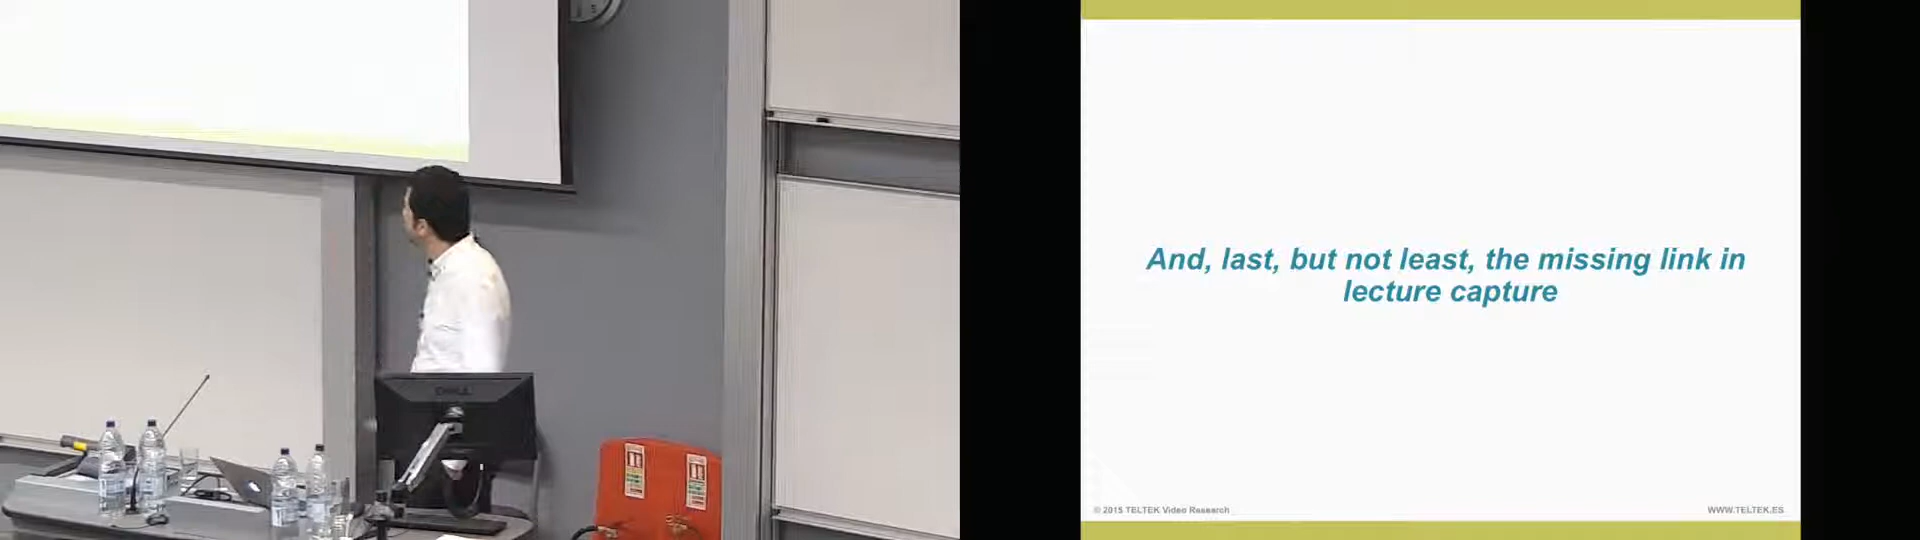 DELL
And, last, but not least, the missing link in
lecture capture
© 2015 TELTEK Video Research
WWW.TELTEK.ES